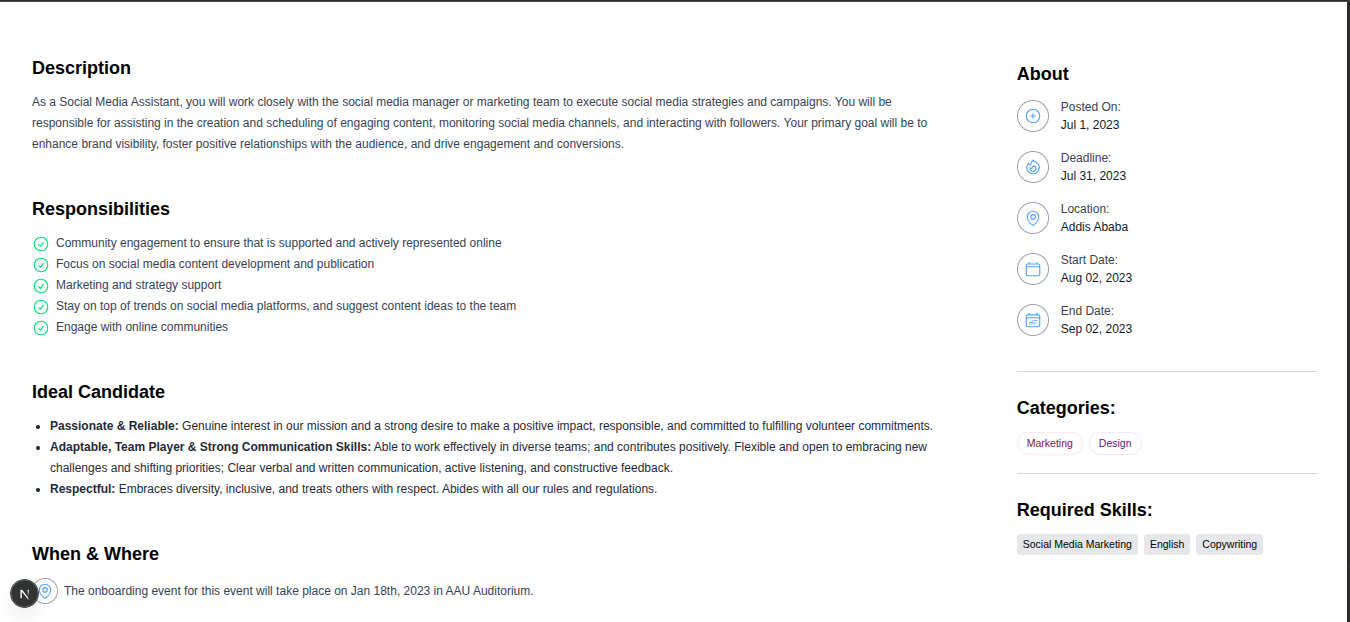 Description
As a Social Media Assistant, you will work closely with the social media manager or marketing team to execute social media strategies and campaigns. You will be
responsible for assisting in the creation and scheduling of engaging content, monitoring social media channels, and interacting with followers. Your primary goal will be to
enhance brand visibility, foster positive relationships with the audience, and drive engagement and conversions.
Responsibilities
Community engagement to ensure that is supported and actively represented online
Focus on social media content development and publication
Marketing and strategy support
Stay on top of trends on social media platforms, and suggest content ideas to the team
Engage with online communities
Ideal Candidate
Passionate & Reliable: Genuine interest in our mission and a strong desire to make a positive impact, responsible, and committed to fulfilling volunteer commitments.
Adaptable, Team Player & Strong Communication Skills: Able to work effectively in diverse teams; and contributes positively. Flexible and open to embracing new
challenges and shifting priorities; Clear verbal and written communication, active listening, and constructive feedback.
Respectful: Embraces diversity, inclusive, and treats others with respect. Abides with all our rules and regulations.
When & Where
N
The onboarding event for this event will take place on Jan 18th, 2023 in AAU Auditorium.
About
Posted On:
Jul 1, 2023
Deadline:
Jul 31, 2023
Location:
Addis Ababa
Start Date:
Aug 02, 2023
End Date:
Sep 02, 2023
Categories:
Marketing
Design
Required Skills:
Social Media Marketing
English
Copywriting